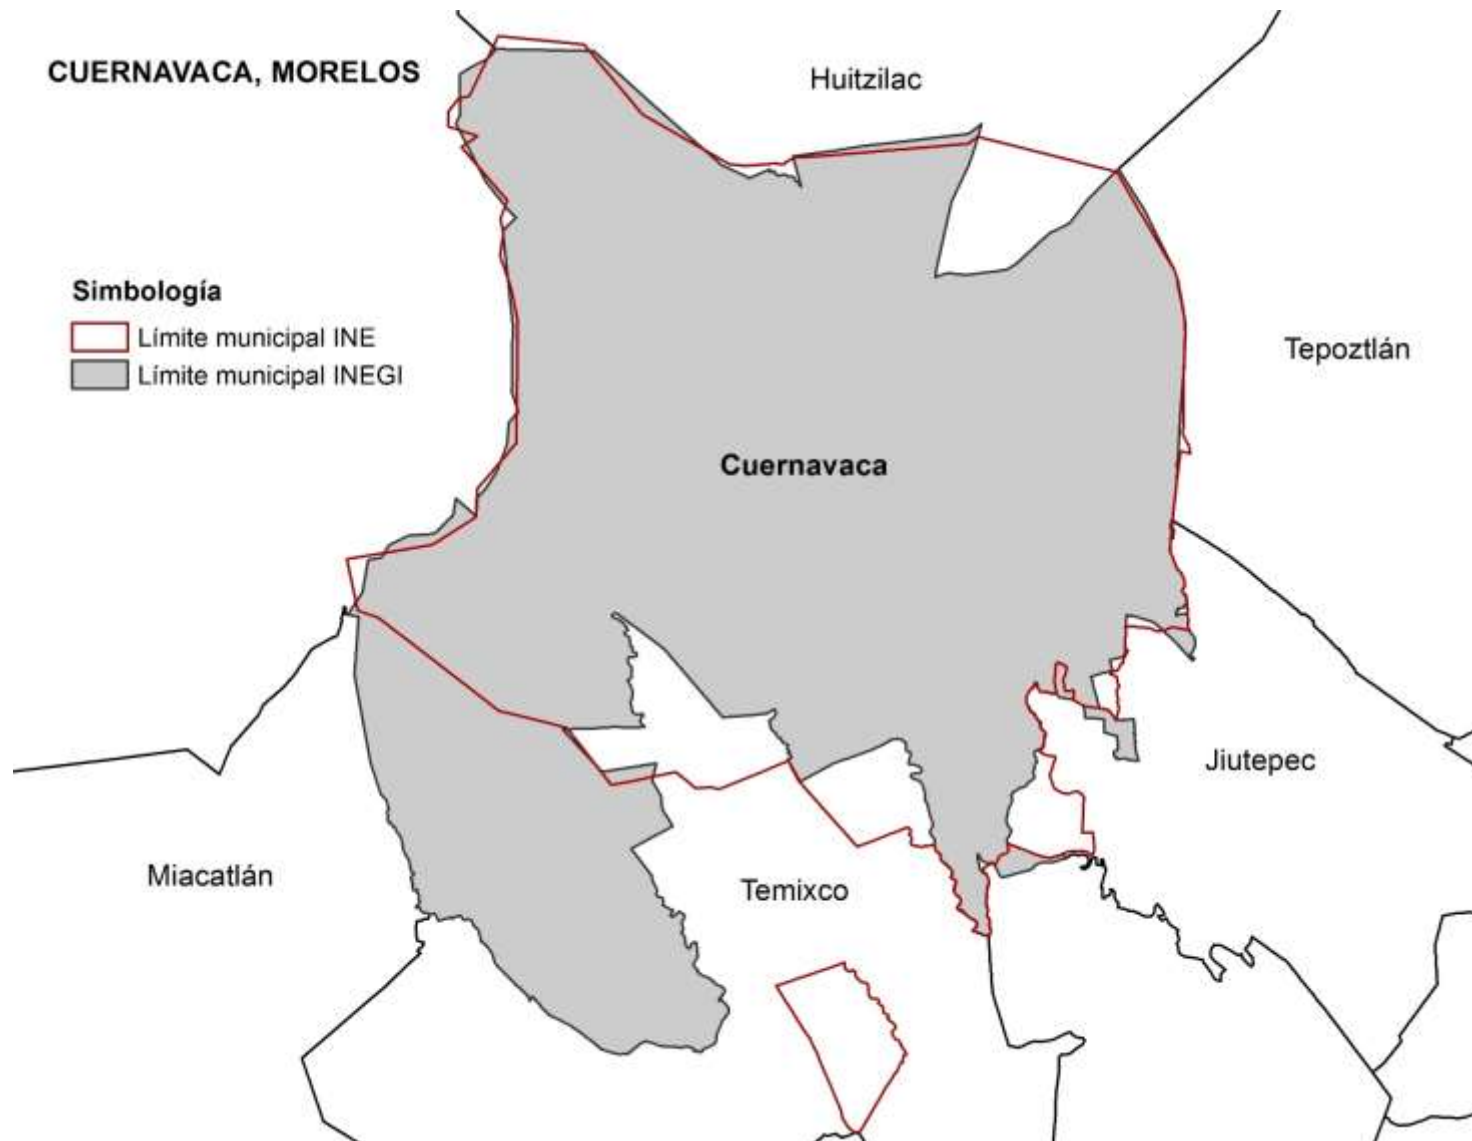 CUERNAVACA, MORELOS
Huitzilac
Simbología
Límite municipal INE
Límite municipal INEGI
Tepoztlán
Cuernavaca
Jiutepec
Miacatlán
Temixco